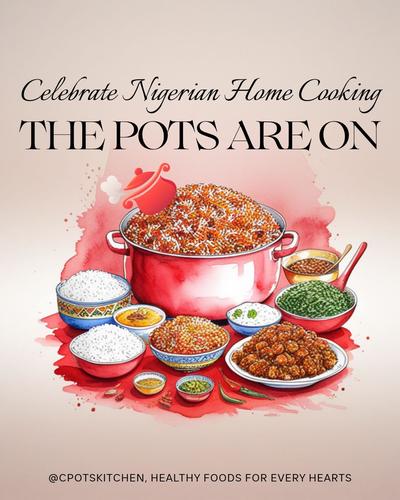 Celebrate Nigerian Home Cooking
THE POTS ARE ON
@CPOTSKITCHEN, HEALTHY FOODS FOR EVERY HEARTS